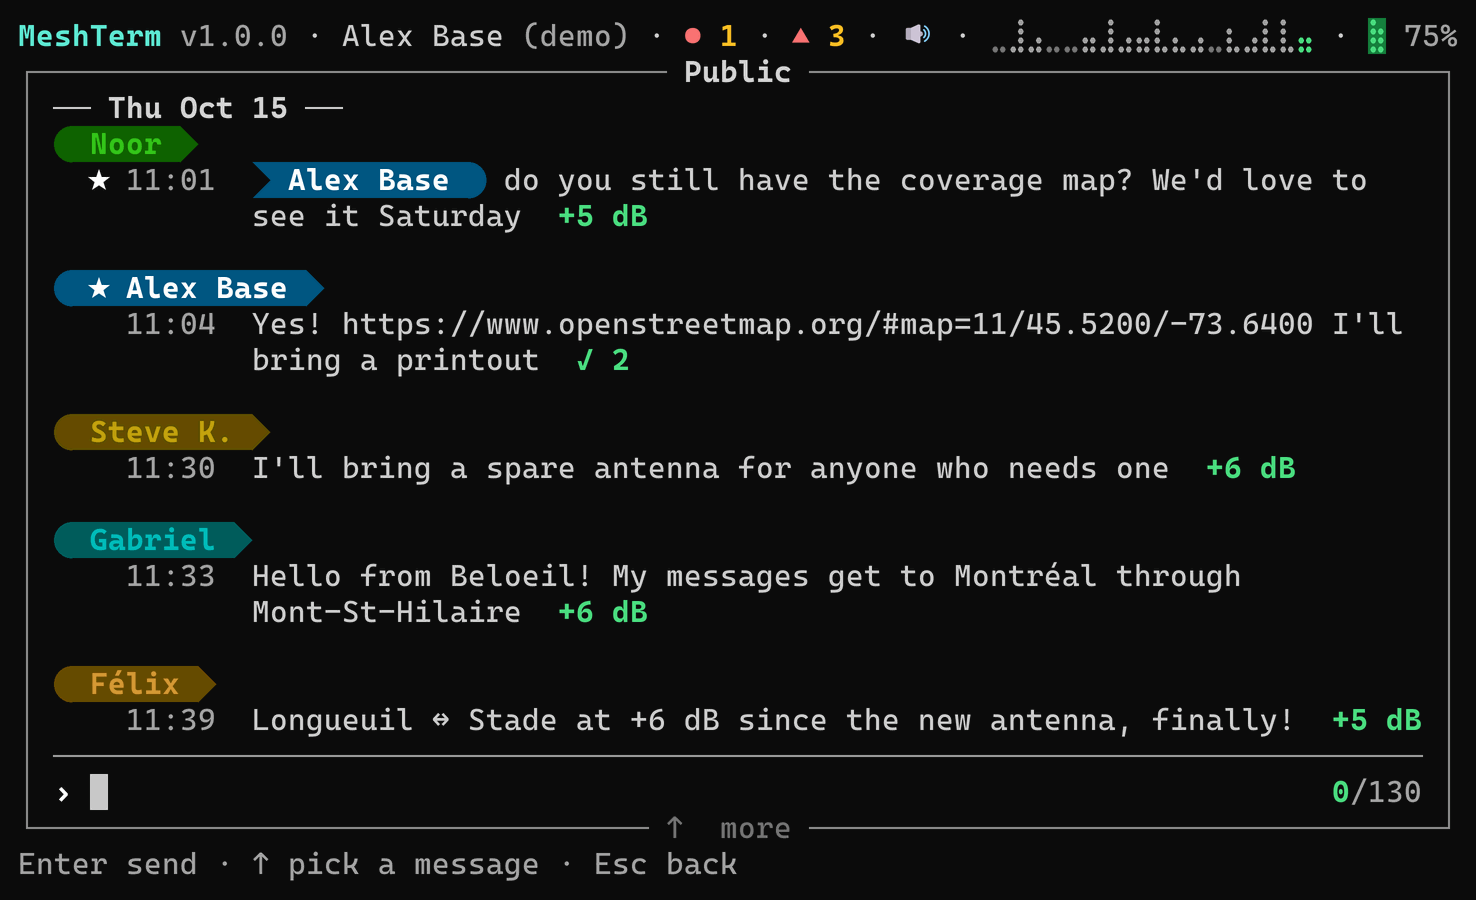 MeshTerm v1.0.0 · Alex Base (demo) · ● 1 · ▲ 3 · 🔊 · 75%
Public
── Thu Oct 15 ──
Noor
★ 11:01 Alex Base do you still have the coverage map? We'd love to
see it Saturday +5 dB
★ Alex Base
11:04 Yes! https://www.openstreetmap.org/#map=11/45.5200/-73.6400 I'll
bring a printout ✓ 2
Steve K.
11:30 I'll bring a spare antenna for anyone who needs one +6 dB
Gabriel
11:33 Hello from Beloeil! My messages get to Montréal through
Mont-St-Hilaire +6 dB
Félix
11:39 Longueuil ⇔ Stade at +6 dB since the new antenna, finally! +5 dB
› 0/130
↑ more
Enter send · ↑ pick a message · Esc back